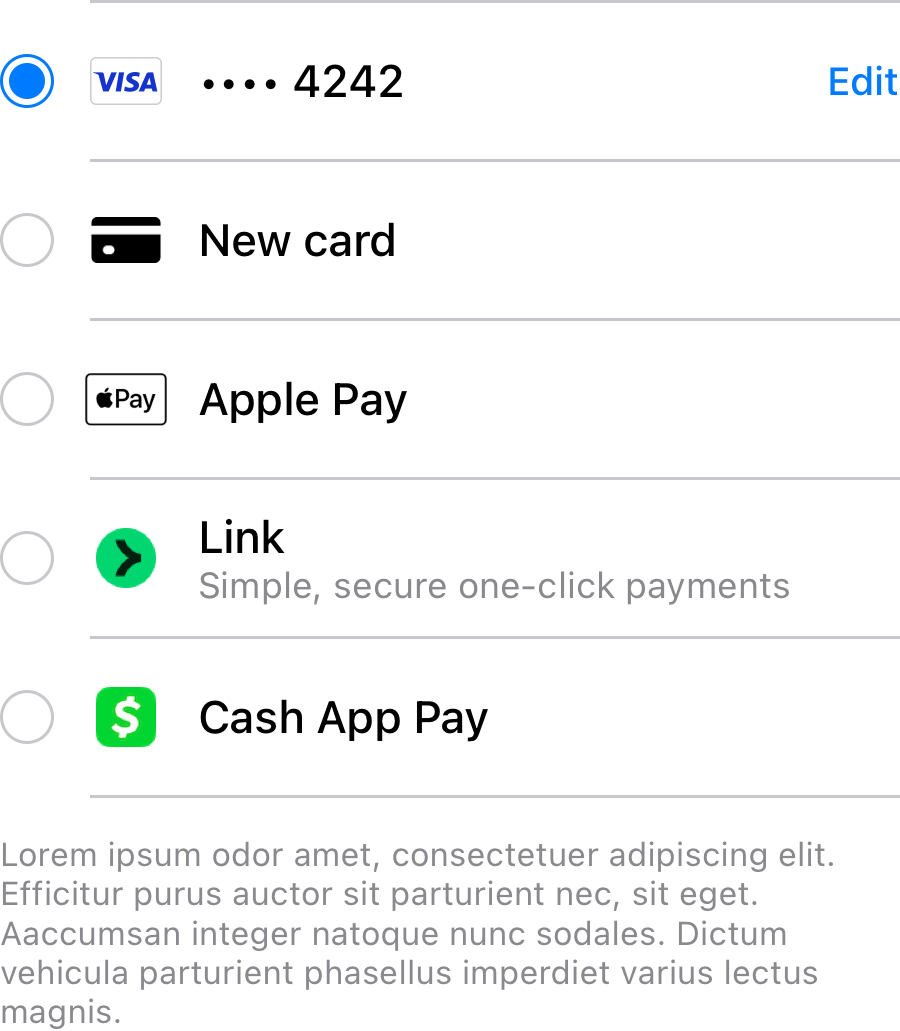 VISA •••• 4242 Edit
New card
Pay Apple Pay
Link
Simple, secure one-click payments
$ Cash App Pay
Lorem ipsum odor amet, consectetuer adipiscing elit.
Efficitur purus auctor sit parturient nec, sit eget.
Aaccumsan integer natoque nunc sodales. Dictum
vehicula parturient phasellus imperdiet varius lectus
magnis.